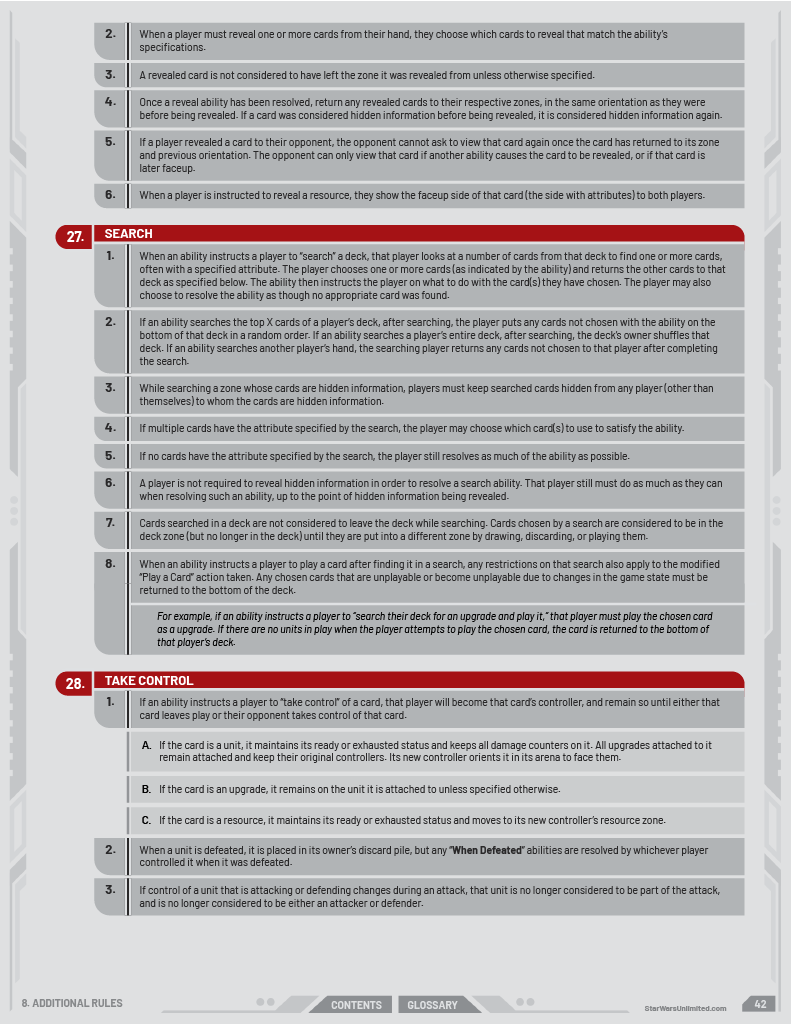 2. When a player must reveal one or more cards from their hand, they choose which cards to reveal that match the ability's
specifications.
3. A revealed card is not considered to have left the zone it was revealed from unless otherwise specified.
4. Once a reveal ability has been resolved, return any revealed cards to their respective zones, in the same orientation as they were
before being revealed. If a card was considered hidden information before being revealed, it is considered hidden information again.
5. If a player revealed a card to their opponent, the opponent cannot ask to view that card again once the card has returned to its zone
and previous orientation. The opponent can only view that card if another ability causes the card to be revealed, or if that card is
later faceup.
6. When a player is instructed to reveal a resource, they show the faceup side of that card (the side with attributes) to both players.
27. SEARCH
1. When an ability instructs a player to "search" a deck, that player looks at a number of cards from that deck to find one or more cards,
often with a specified attribute. The player chooses one or more cards (as indicated by the ability) and returns the other cards to that
deck as specified below. The ability then instructs the player on what to do with the card(s) they have chosen. The player may also
choose to resolve the ability as though no appropriate card was found.
2. If an ability searches the top X cards of a player's deck, after searching, the player puts any cards not chosen with the ability on the
bottom of that deck in a random order. If an ability searches a player's entire deck, after searching, the deck's owner shuffles that
deck. If an ability searches another player's hand, the searching player returns any cards not chosen to that player after completing
the search.
3. While searching a zone whose cards are hidden information, players must keep searched cards hidden from any player (other than
themselves) to whom the cards are hidden information.
4. If multiple cards have the attribute specified by the search, the player may choose which card(s) to use to satisfy the ability.
5. If no cards have the attribute specified by the search, the player still resolves as much of the ability as possible.
6. A player is not required to reveal hidden information in order to resolve a search ability. That player still must do as much as they can
when resolving such an ability, up to the point of hidden information being revealed.
7. Cards searched in a deck are not considered to leave the deck while searching. Cards chosen by a search are considered to be in the
deck zone (but no longer in the deck) until they are put into a different zone by drawing, discarding, or playing them.
8. When an ability instructs a player to play a card after finding it in a search, any restrictions on that search also apply to the modified
"Play a Card" action taken. Any chosen cards that are unplayable or become unplayable due to changes in the game state must be
returned to the bottom of the deck.
For example, if an ability instructs a player to "search their deck for an upgrade and play it," that player must play the chosen card
as a upgrade. If there are no units in play when the player attempts to play the chosen card, the card is returned to the bottom of
that player's deck.
28. TAKE CONTROL
1. If an ability instructs a player to "take control" of a card, that player will become that card's controller, and remain so until either that
card leaves play or their opponent takes control of that card.
A. If the card is a unit, it maintains its ready or exhausted status and keeps all damage counters on it. All upgrades attached to it
remain attached and keep their original controllers. Its new controller orients it in its arena to face them.
B. If the card is an upgrade, it remains on the unit it is attached to unless specified otherwise.
C. If the card is a resource, it maintains its ready or exhausted status and moves to its new controller's resource zone.
2. When a unit is defeated, it is placed in its owner's discard pile, but any "When Defeated" abilities are resolved by whichever player
controlled it when it was defeated.
3. If control of a unit that is attacking or defending changes during an attack, that unit is no longer considered to be part of the attack,
and is no longer considered to be either an attacker or defender.
8. ADDITIONAL RULES
CONTENTS
GLOSSARY
StarWarsUnlimited.com
42